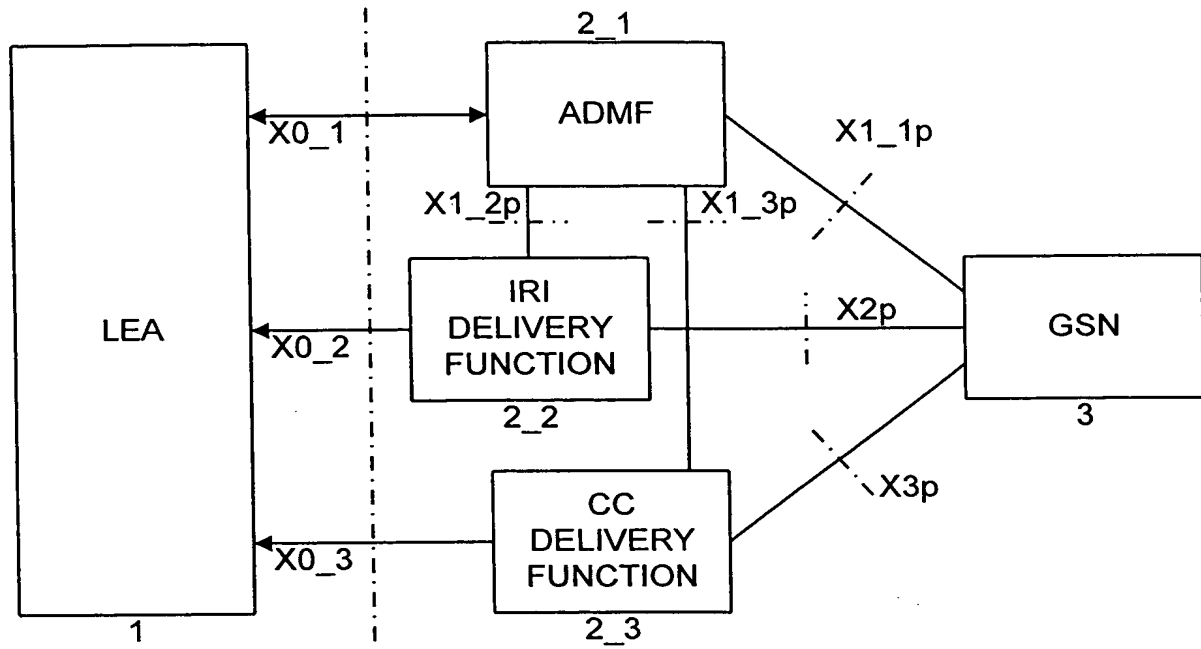 2_1
ADMF
X0_1
X1_1p
X1_2p
X1_3p
LEA
IRI
DELIVERY
FUNCTION
X0_2
X2p
GSN
2_2
3
CC
DELIVERY
FUNCTION
X3p
X0_3
1
2_3